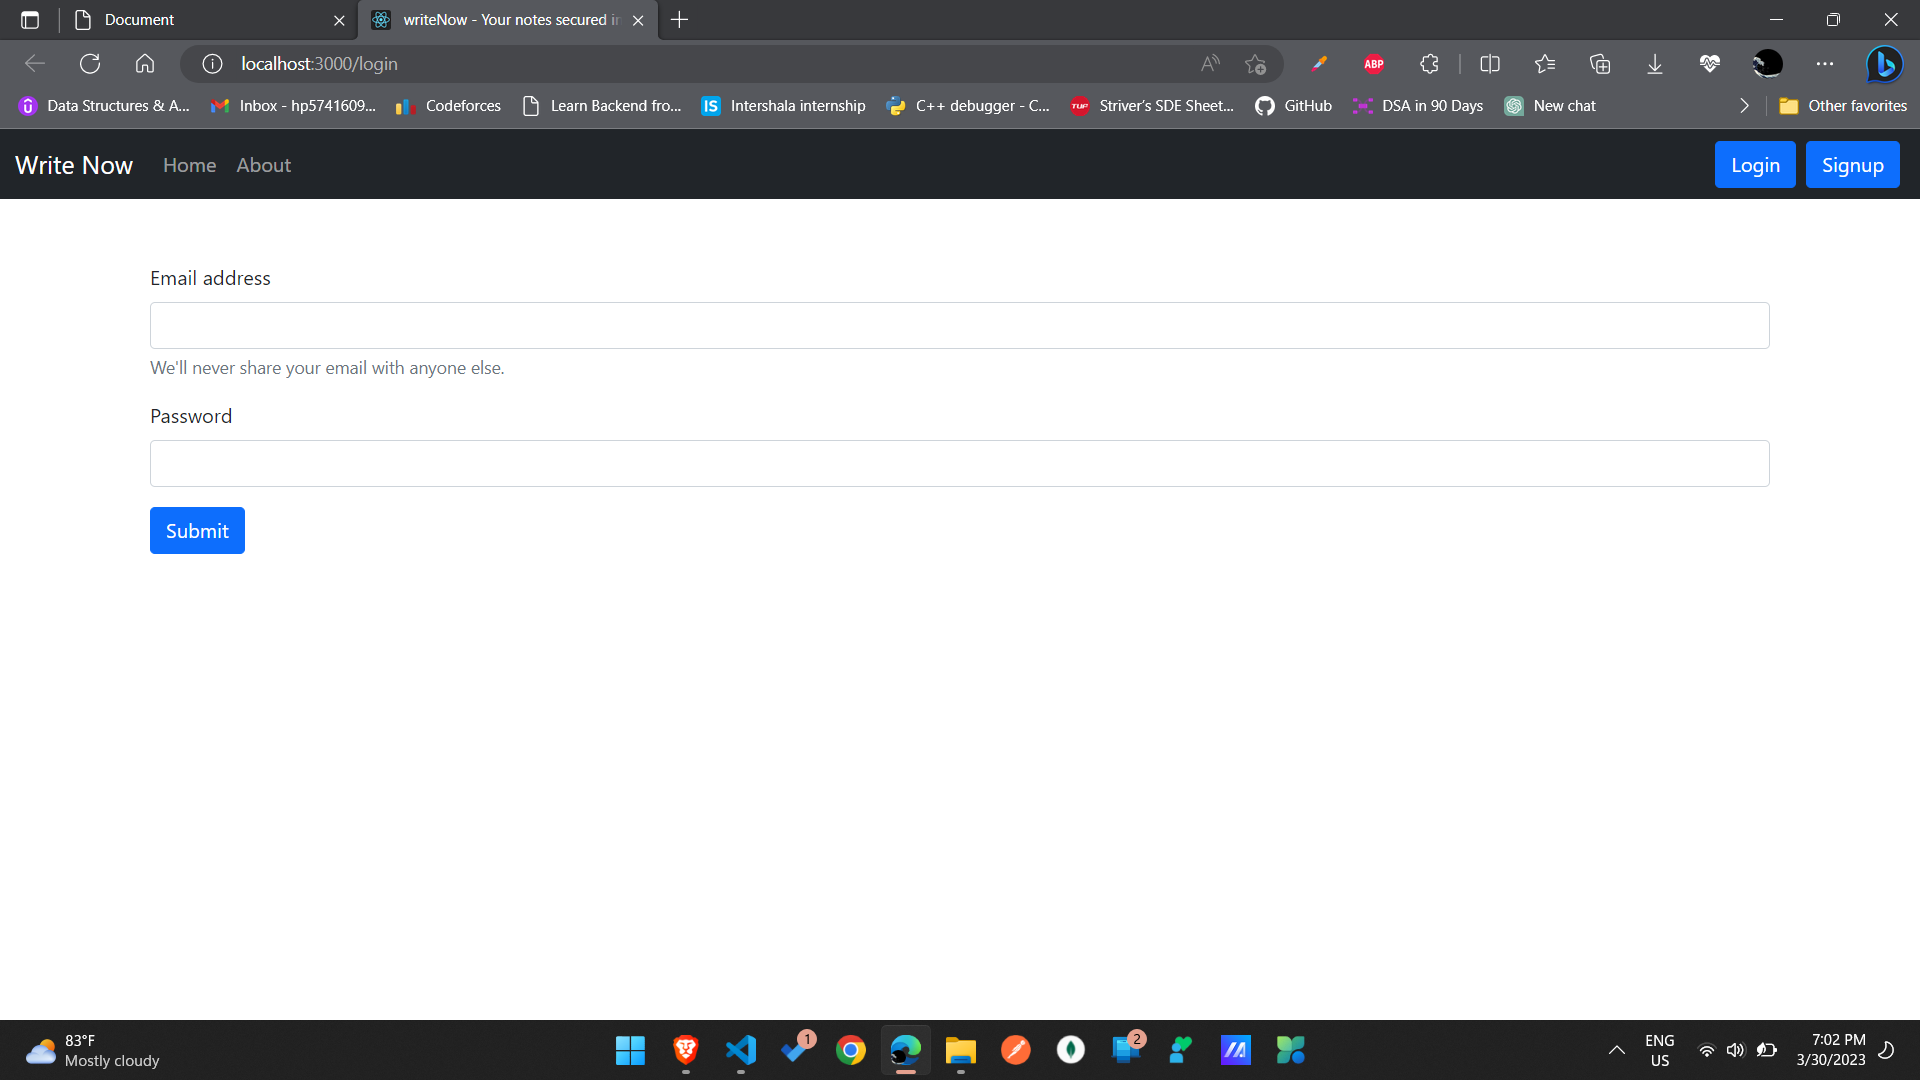 Document
writeNow - Your notes secured in
localhost:3000/login
ABP
Data Structures & A...
Inbox - hp5741609...
Codeforces
Learn Backend fro...
IS
Intershala internship
C++ debugger - C...
TUF
Striver's SDE Sheet...
GitHub
DSA in 90 Days
New chat
Other favorites
Write Now
Home
About
Login
Signup
Email address
We'll never share your email with anyone else.
Password
Submit
83°F
Mostly cloudy
1
2
ENG
US
7:02 PM
3/30/2023